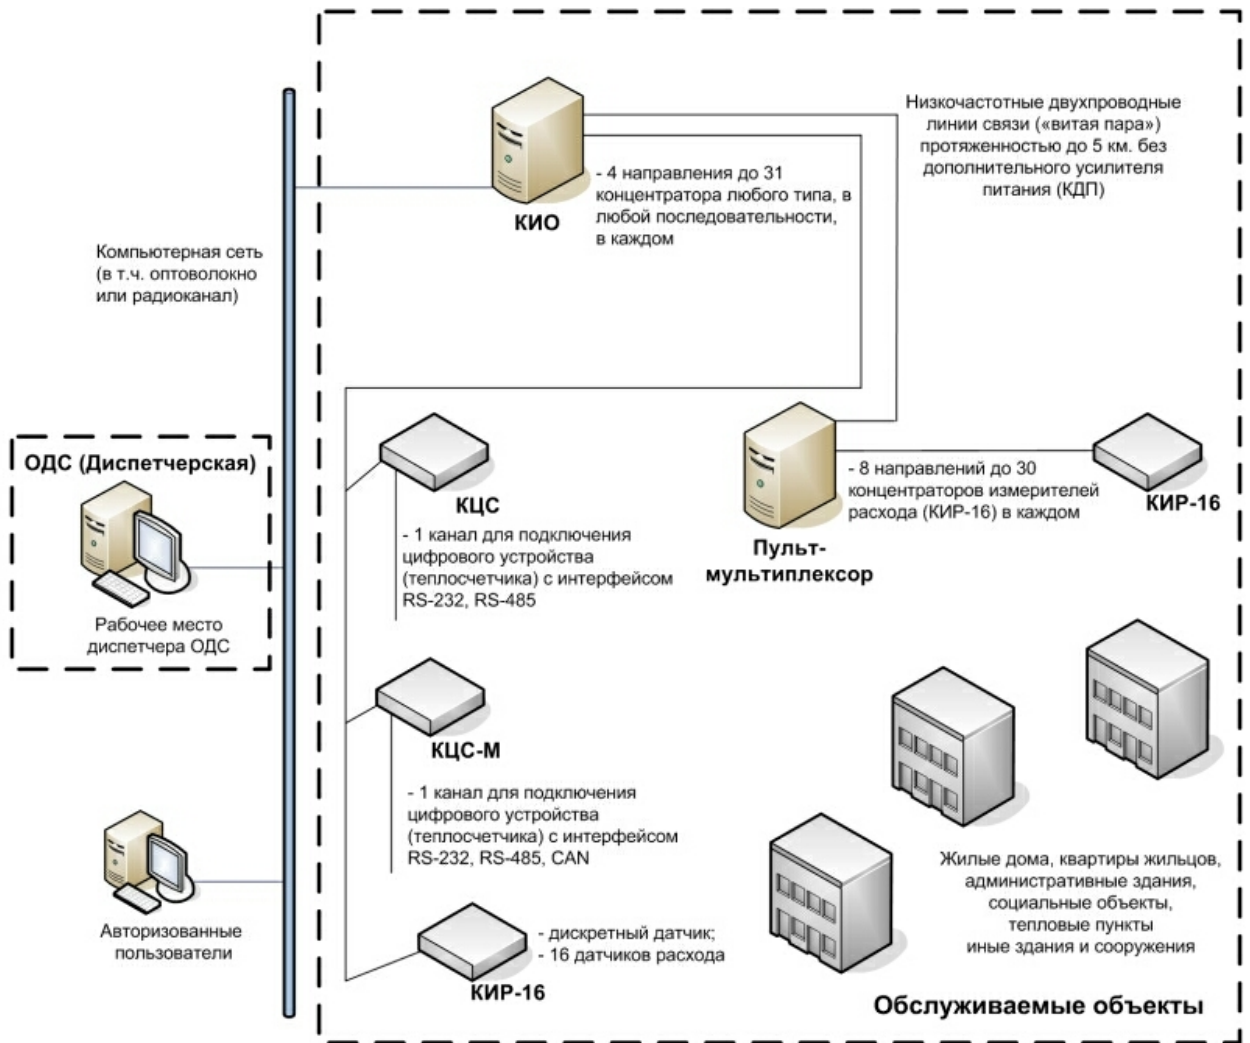 Низкочастотные двухпроводные
линии связи («витая пара»)
протяженностью до 5 км. без
дополнительного усилителя
питания (КДП)
- 4 направления до 31
концентратора любого типа, в
любой последовательности,
в каждом
КИО
Компьютерная сеть
(в т.ч. оптоволокно
или радиоканал)
ОДС (Диспетчерская)
Рабочее место
диспетчера ОДС
КЦС
- 1 канал для подключения
цифрового устройства
(теплосчетчика) с интерфейсом
RS-232, RS-485
- 8 направлений до 30
концентраторов измерителей
расхода (КИР-16) в каждом
КИР-16
Пульт-
мультиплексор
КЦС-М
- 1 канал для подключения
цифрового устройства
(теплосчетчика) с интерфейсом
RS-232, RS-485, CAN
Авторизованные
пользователи
- дискретный датчик;
- 16 датчиков расхода
КИР-16
Жилые дома, квартиры жильцов,
административные здания,
социальные объекты,
тепловые пункты
иные здания и сооружения
Обслуживаемые объекты